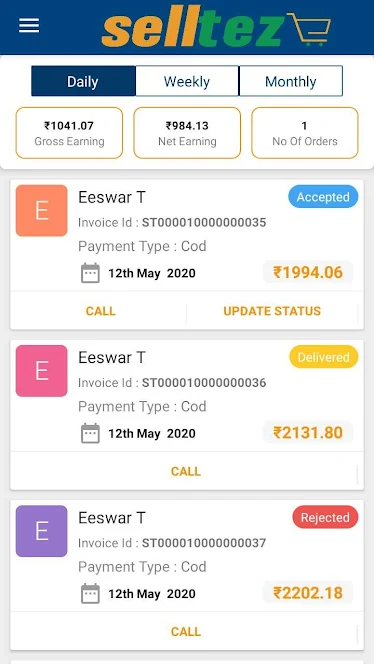 selltez
Daily Weekly Monthly
₹1041.07 ₹984.13 1
Gross Earning Net Earning No Of Orders
E Eeswar T Accepted
Invoice Id : ST000010000000035
Payment Type : Cod
12th May 2020 ₹1994.06
CALL UPDATE STATUS
E Eeswar T Delivered
Invoice Id : ST000010000000036
Payment Type : Cod
12th May 2020 ₹2131.80
CALL
E Eeswar T Rejected
Invoice Id : ST000010000000037
Payment Type : Cod
12th May 2020 ₹2202.18
CALL